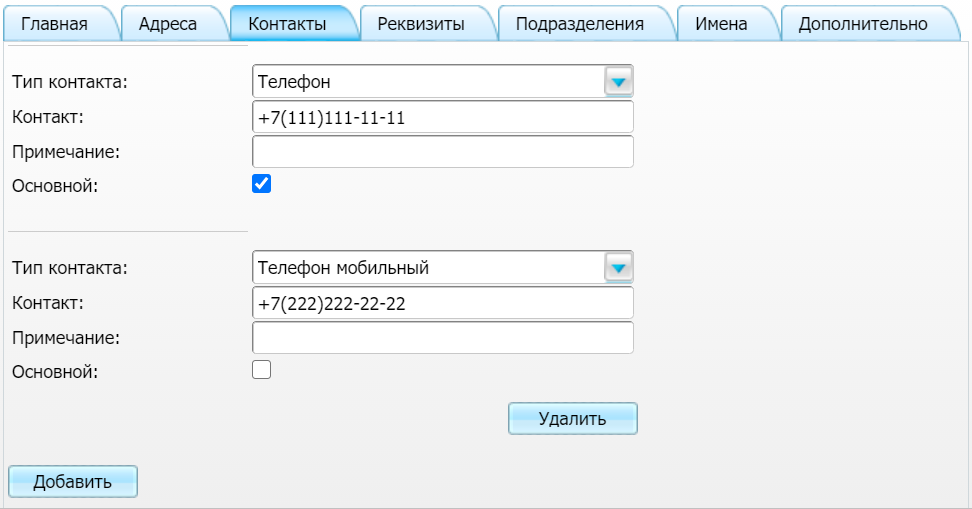 Главная Адреса Контакты Реквизиты Подразделения Имена Дополнительно
Тип контакта: Телефон
Контакт: +7(111)111-11-11
Примечание:
Основной:
Тип контакта: Телефон мобильный
Контакт: +7(222)222-22-22
Примечание:
Основной:
Удалить
Добавить